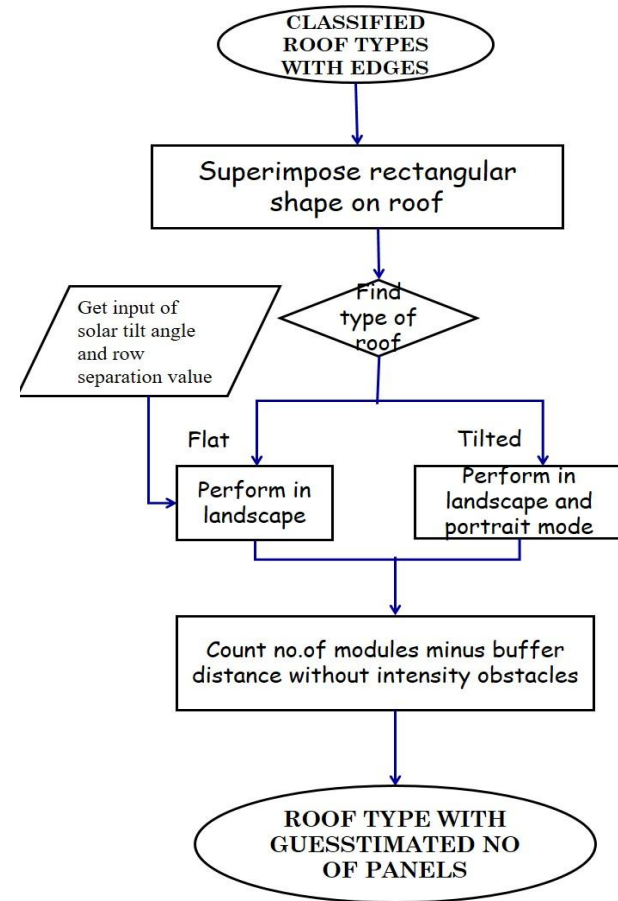 CLASSIFIED
ROOF TYPES
WITH EDGES
Superimpose rectangular
shape on roof
Find
type of
roof
Get input of
solar tilt angle
and row
separation value
Flat
Tilted
Perform in
landscape
Perform in
landscape and
portrait mode
Count no.of modules minus buffer
distance without intensity obstacles
ROOF TYPE WITH
GUESSTIMATED NO
OF PANELS